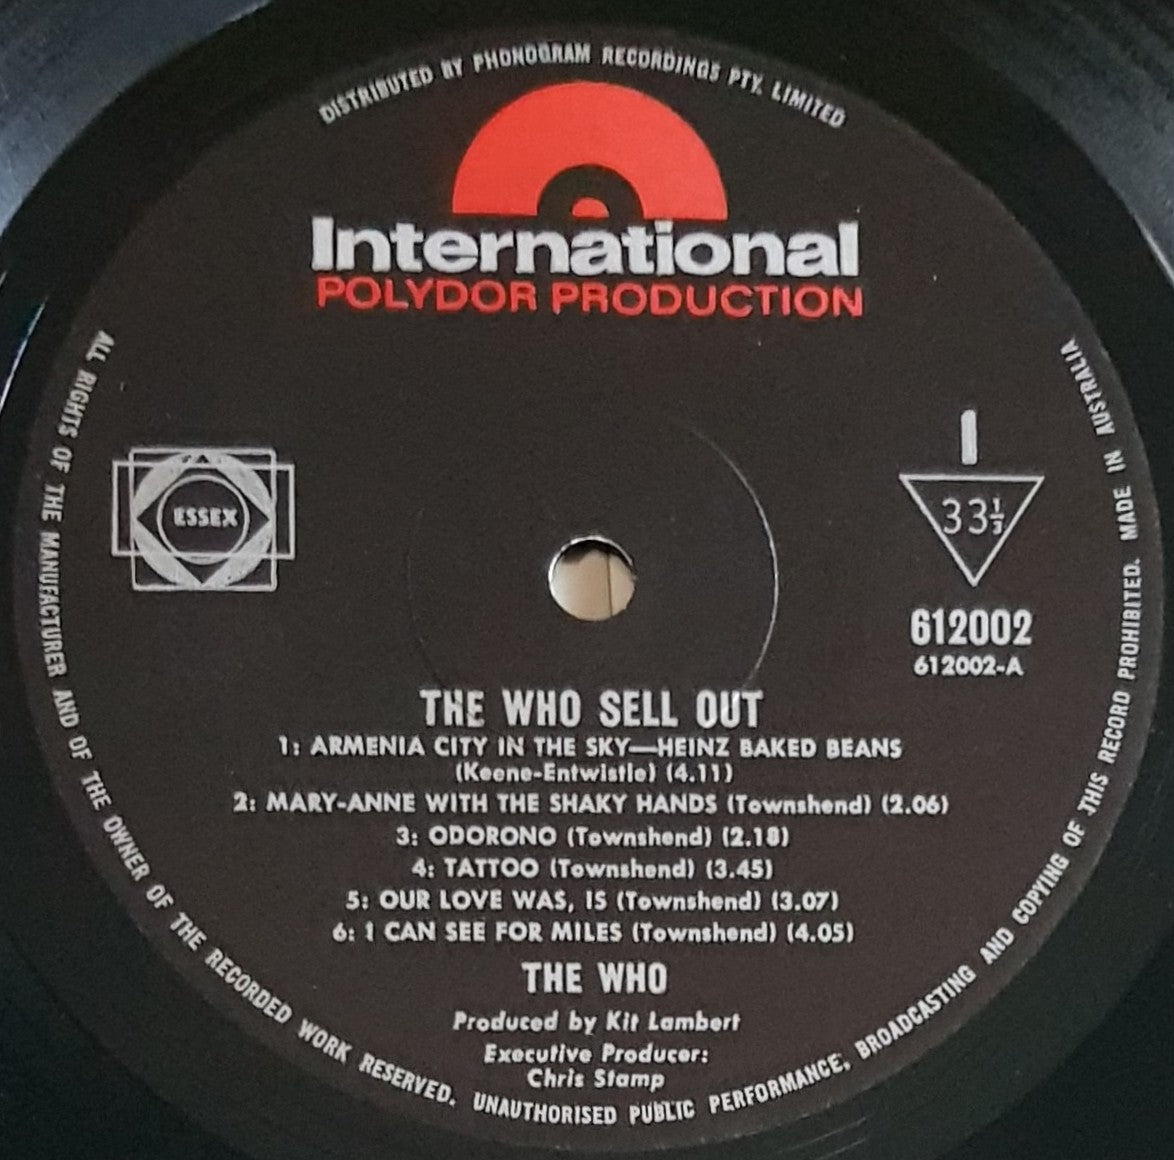 DISTRIBUTED BY PHONOGRAM RECORDINGS PTY. LIMITED
International
POLYDOR PRODUCTION
ESSEX
I
33⅓
612002
612002-A
THE WHO SELL OUT
1: ARMENIA CITY IN THE SKY—HEINZ BAKED BEANS
(Keene-Entwistle) (4.11)
2: MARY-ANNE WITH THE SHAKY HANDS (Townshend) (2.06)
3: ODORONO (Townshend) (2.18)
4: TATTOO (Townshend) (3.45)
5: OUR LOVE WAS, IS (Townshend) (3.07)
6: I CAN SEE FOR MILES (Townshend) (4.05)
THE WHO
Produced by Kit Lambert
Executive Producer:
Chris Stamp
ALL RIGHTS OF THE MANUFACTURER AND OF THE OWNER OF THE RECORDED WORK RESERVED. UNAUTHORISED PUBLIC PERFORMANCE, BROADCASTING AND COPYING OF THIS RECORD PROHIBITED. MADE IN AUSTRALIA